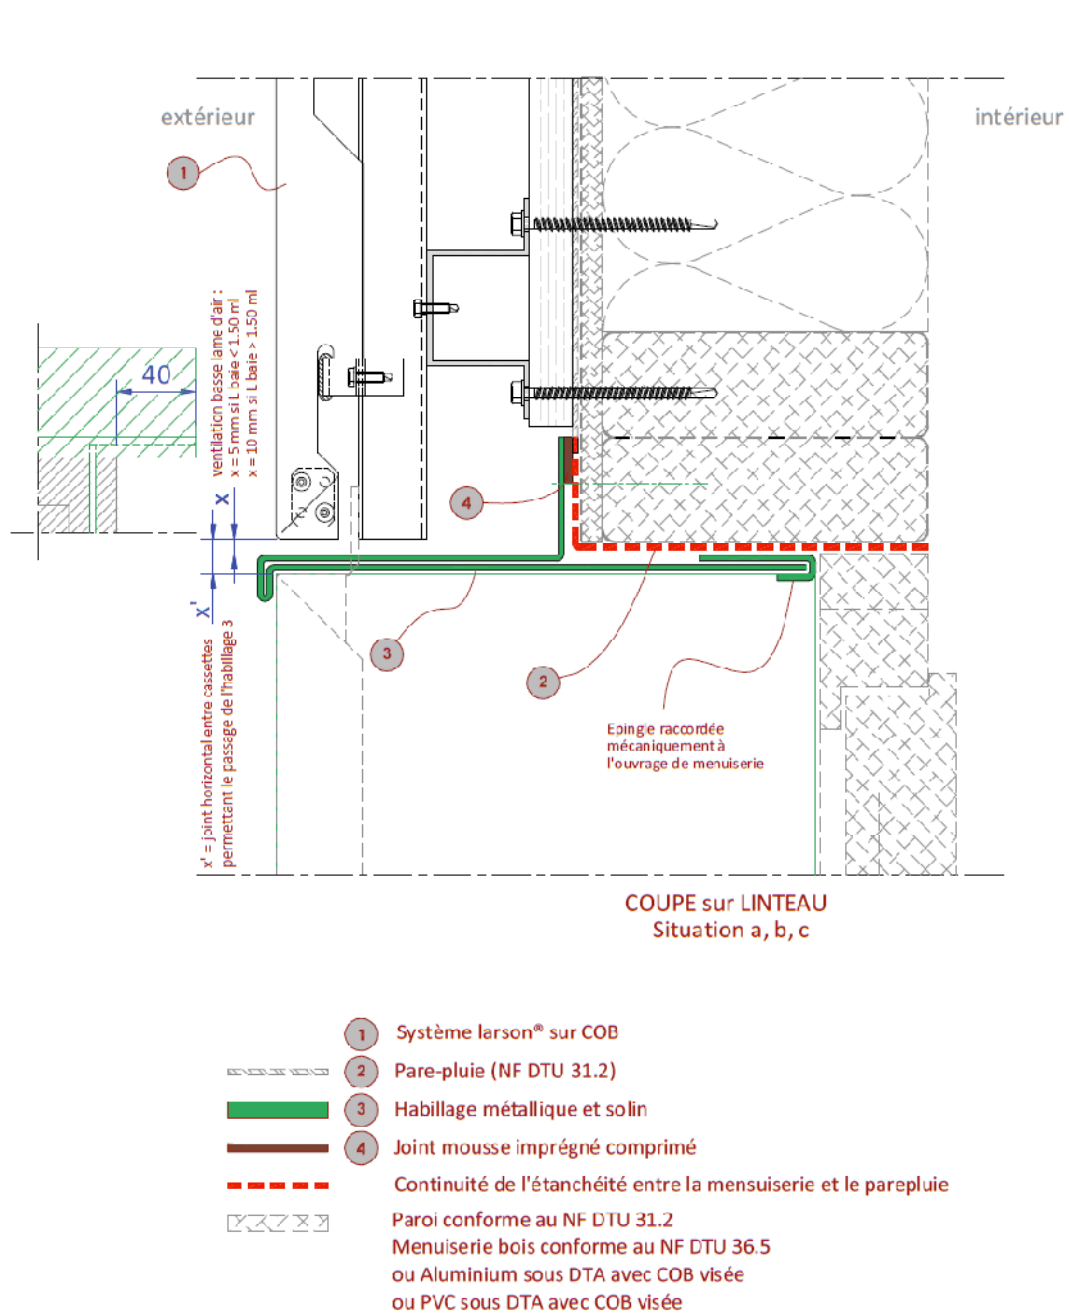 extérieur
intérieur
1
ventilation basse lame d'air :
x = 5 mm si L baie < 1.50 ml
x = 10 mm si L baie > 1.50 ml
40
x
4
x'
x' = joint horizontal entre cassettes
permettant le passage de l'habillage 3
3
2
Epingle raccordée
mécaniquement à
l'ouvrage de menuiserie
COUPE sur LINTEAU
Situation a, b, c
1 Système larson® sur COB
2 Pare-pluie (NF DTU 31.2)
3 Habillage métallique et solin
4 Joint mousse imprégné comprimé
Continuité de l'étanchéité entre la mensuiserie et le parepluie
Paroi conforme au NF DTU 31.2
Menuiserie bois conforme au NF DTU 36.5
ou Aluminium sous DTA avec COB visée
ou PVC sous DTA avec COB visée